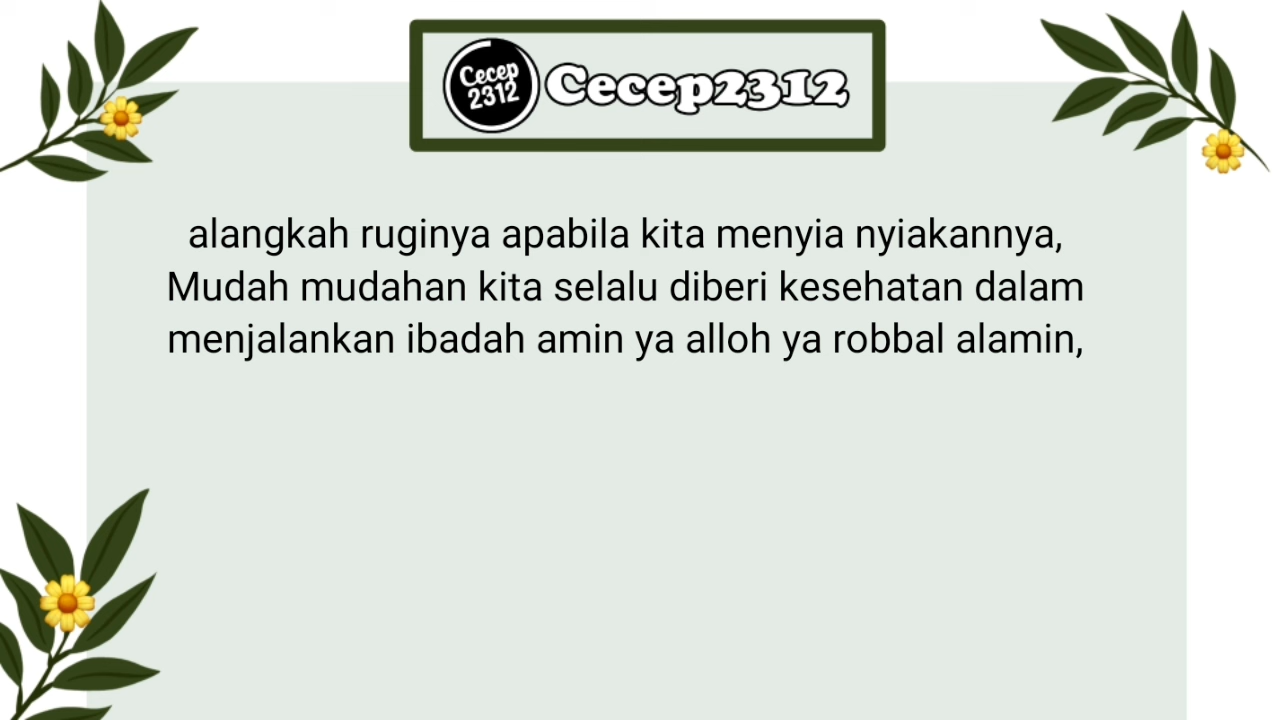 Cecep
2312
Cecep2312
alangkah ruginya apabila kita menyia nyiakannya,
Mudah mudahan kita selalu diberi kesehatan dalam
menjalankan ibadah amin ya alloh ya robbal alamin,